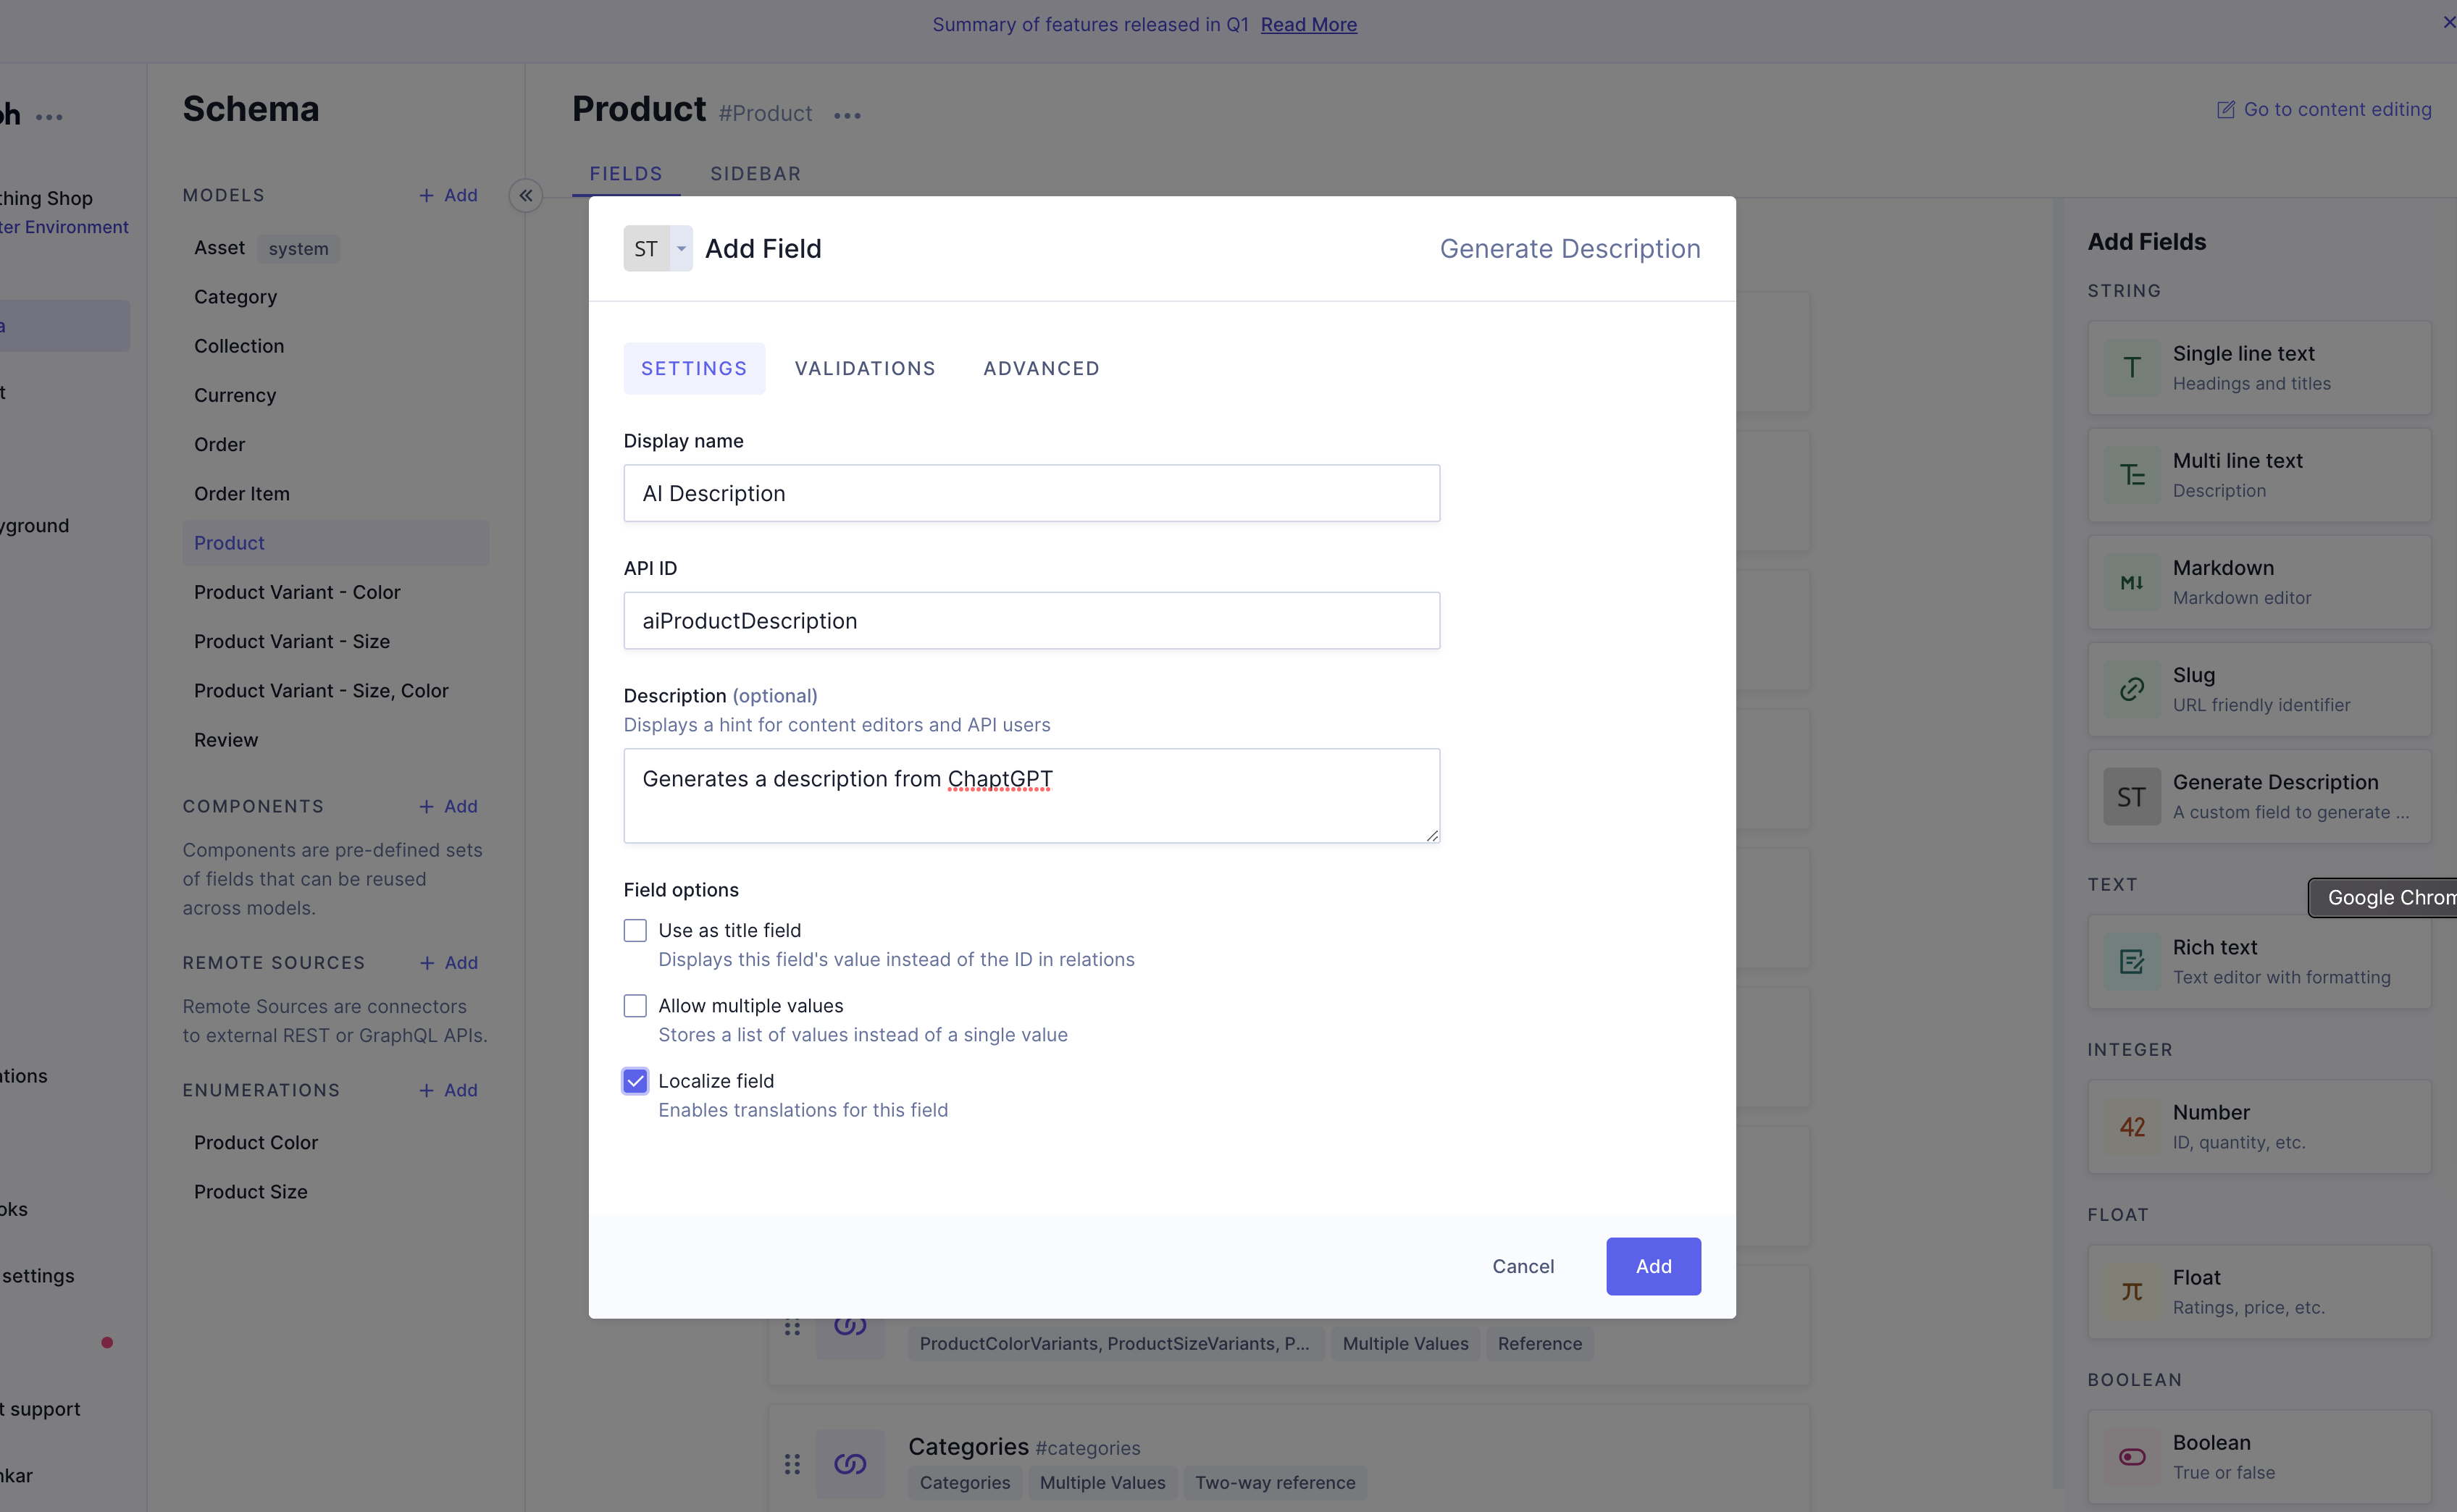 Summary of features released in Q1 Read More
ph
thing Shop
ter Environment
a
t
yground
ations
oks
settings
t support
nkar
Schema
MODELS
+ Add
Asset system
Category
Collection
Currency
Order
Order Item
Product
Product Variant - Color
Product Variant - Size
Product Variant - Size, Color
Review
COMPONENTS
+ Add
Components are pre-defined sets
of fields that can be reused
across models.
REMOTE SOURCES
+ Add
Remote Sources are connectors
to external REST or GraphQL APIs.
ENUMERATIONS
+ Add
Product Color
Product Size
Product #Product
Go to content editing
FIELDS
SIDEBAR
ST Add Field
Generate Description
SETTINGS
VALIDATIONS
ADVANCED
Display name
AI Description
API ID
aiProductDescription
Description (optional)
Displays a hint for content editors and API users
Generates a description from ChaptGPT
Field options
Use as title field
Displays this field's value instead of the ID in relations
Allow multiple values
Stores a list of values instead of a single value
Localize field
Enables translations for this field
Cancel
Add
ProductColorVariants, ProductSizeVariants, P... Multiple Values Reference
Categories #categories
Categories Multiple Values Two-way reference
Add Fields
STRING
T
Single line text
Headings and titles
Multi line text
Description
M↓
Markdown
Markdown editor
Slug
URL friendly identifier
ST
Generate Description
A custom field to generate ...
TEXT
Google Chrom
Rich text
Text editor with formatting
INTEGER
42
Number
ID, quantity, etc.
FLOAT
π
Float
Ratings, price, etc.
BOOLEAN
Boolean
True or false